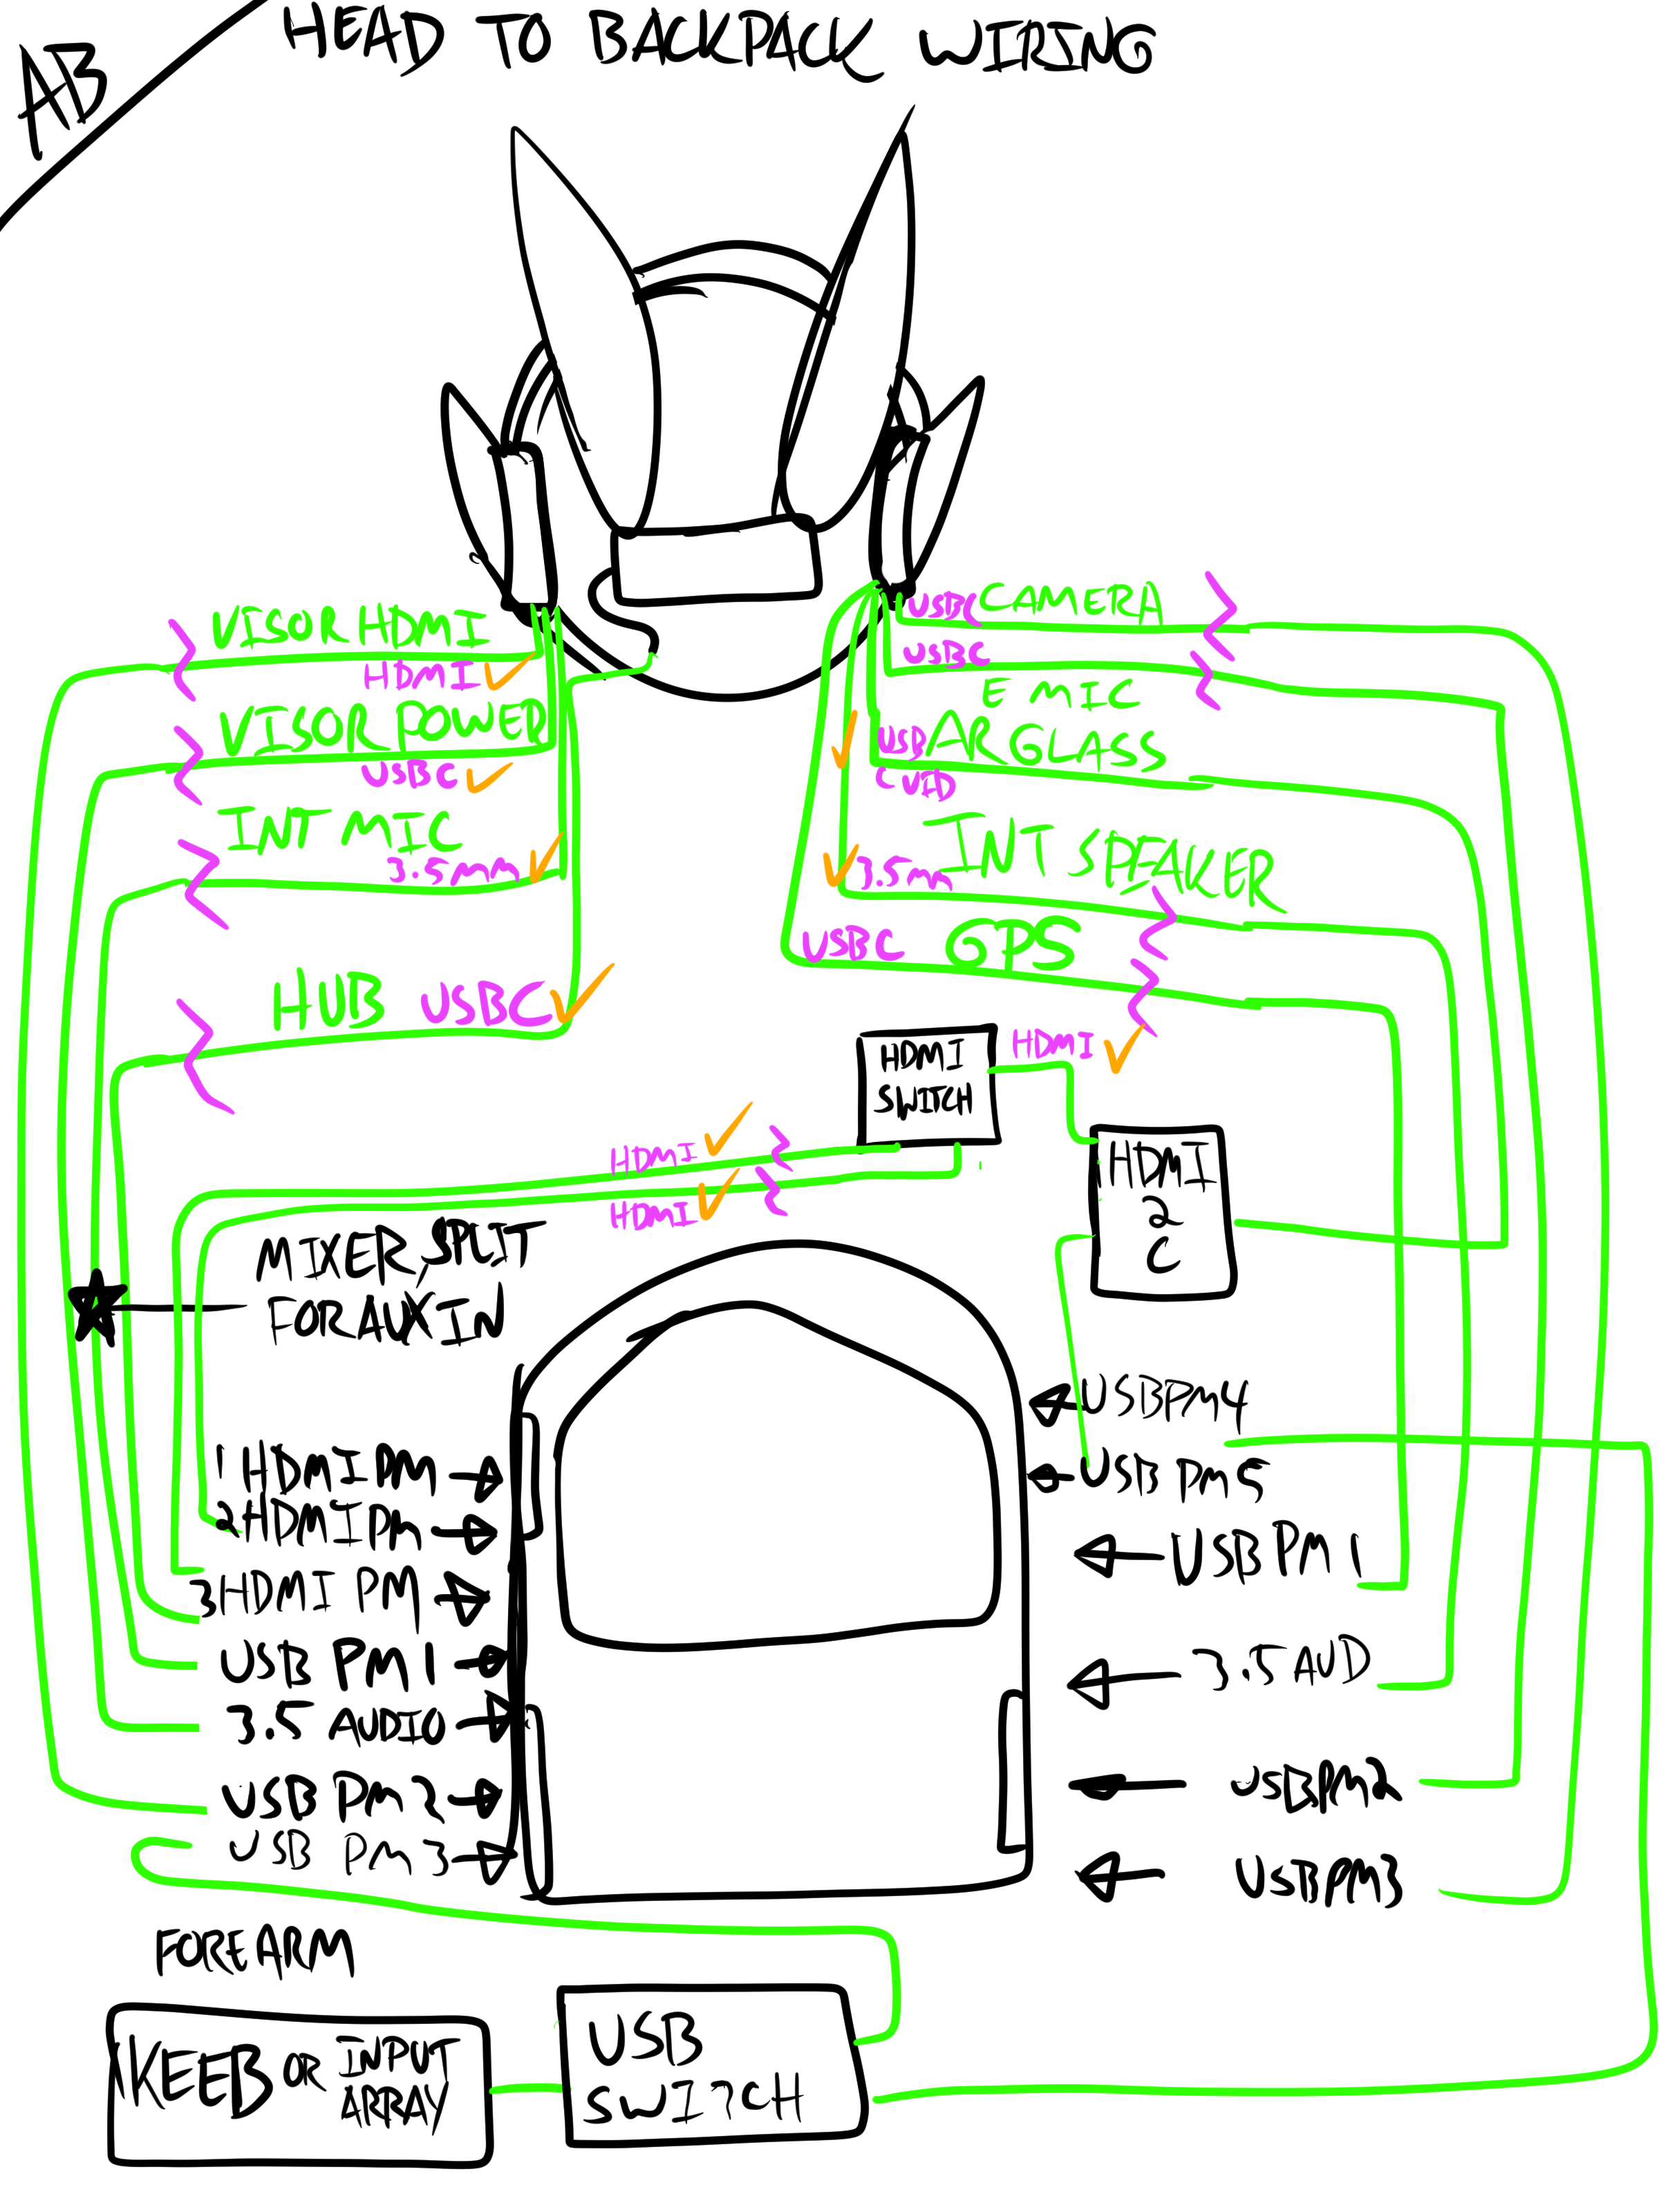 HEAD TO BACKPACK WIRING
VISOR HDMI
HDMI
VISOR POWER
USBC
INT MIC
3.5mm
HUB USBC
USBC CAMERA
USBC
E MIC
USB ARGLASS
C VID
3.5mm INT SPEAKER
USBC GPS
HDMI
SWITCH
HDMI
HDMI
HDMI
HDMI
2
C
MIXER, SPLIT
FOR AUX IN
1 HDMI PM
2 HDMI PM
3 HDMI PM
USB PM 1
3.5 AUDIO
USB PM 2
USB PM 3
USB PM 4
USB PM 5
USB PM 1
3.5 AUD
USB PM 2
USB PM 3
FOREARM
KEEB OR INPUT
ARRAY
USB
SWITCH